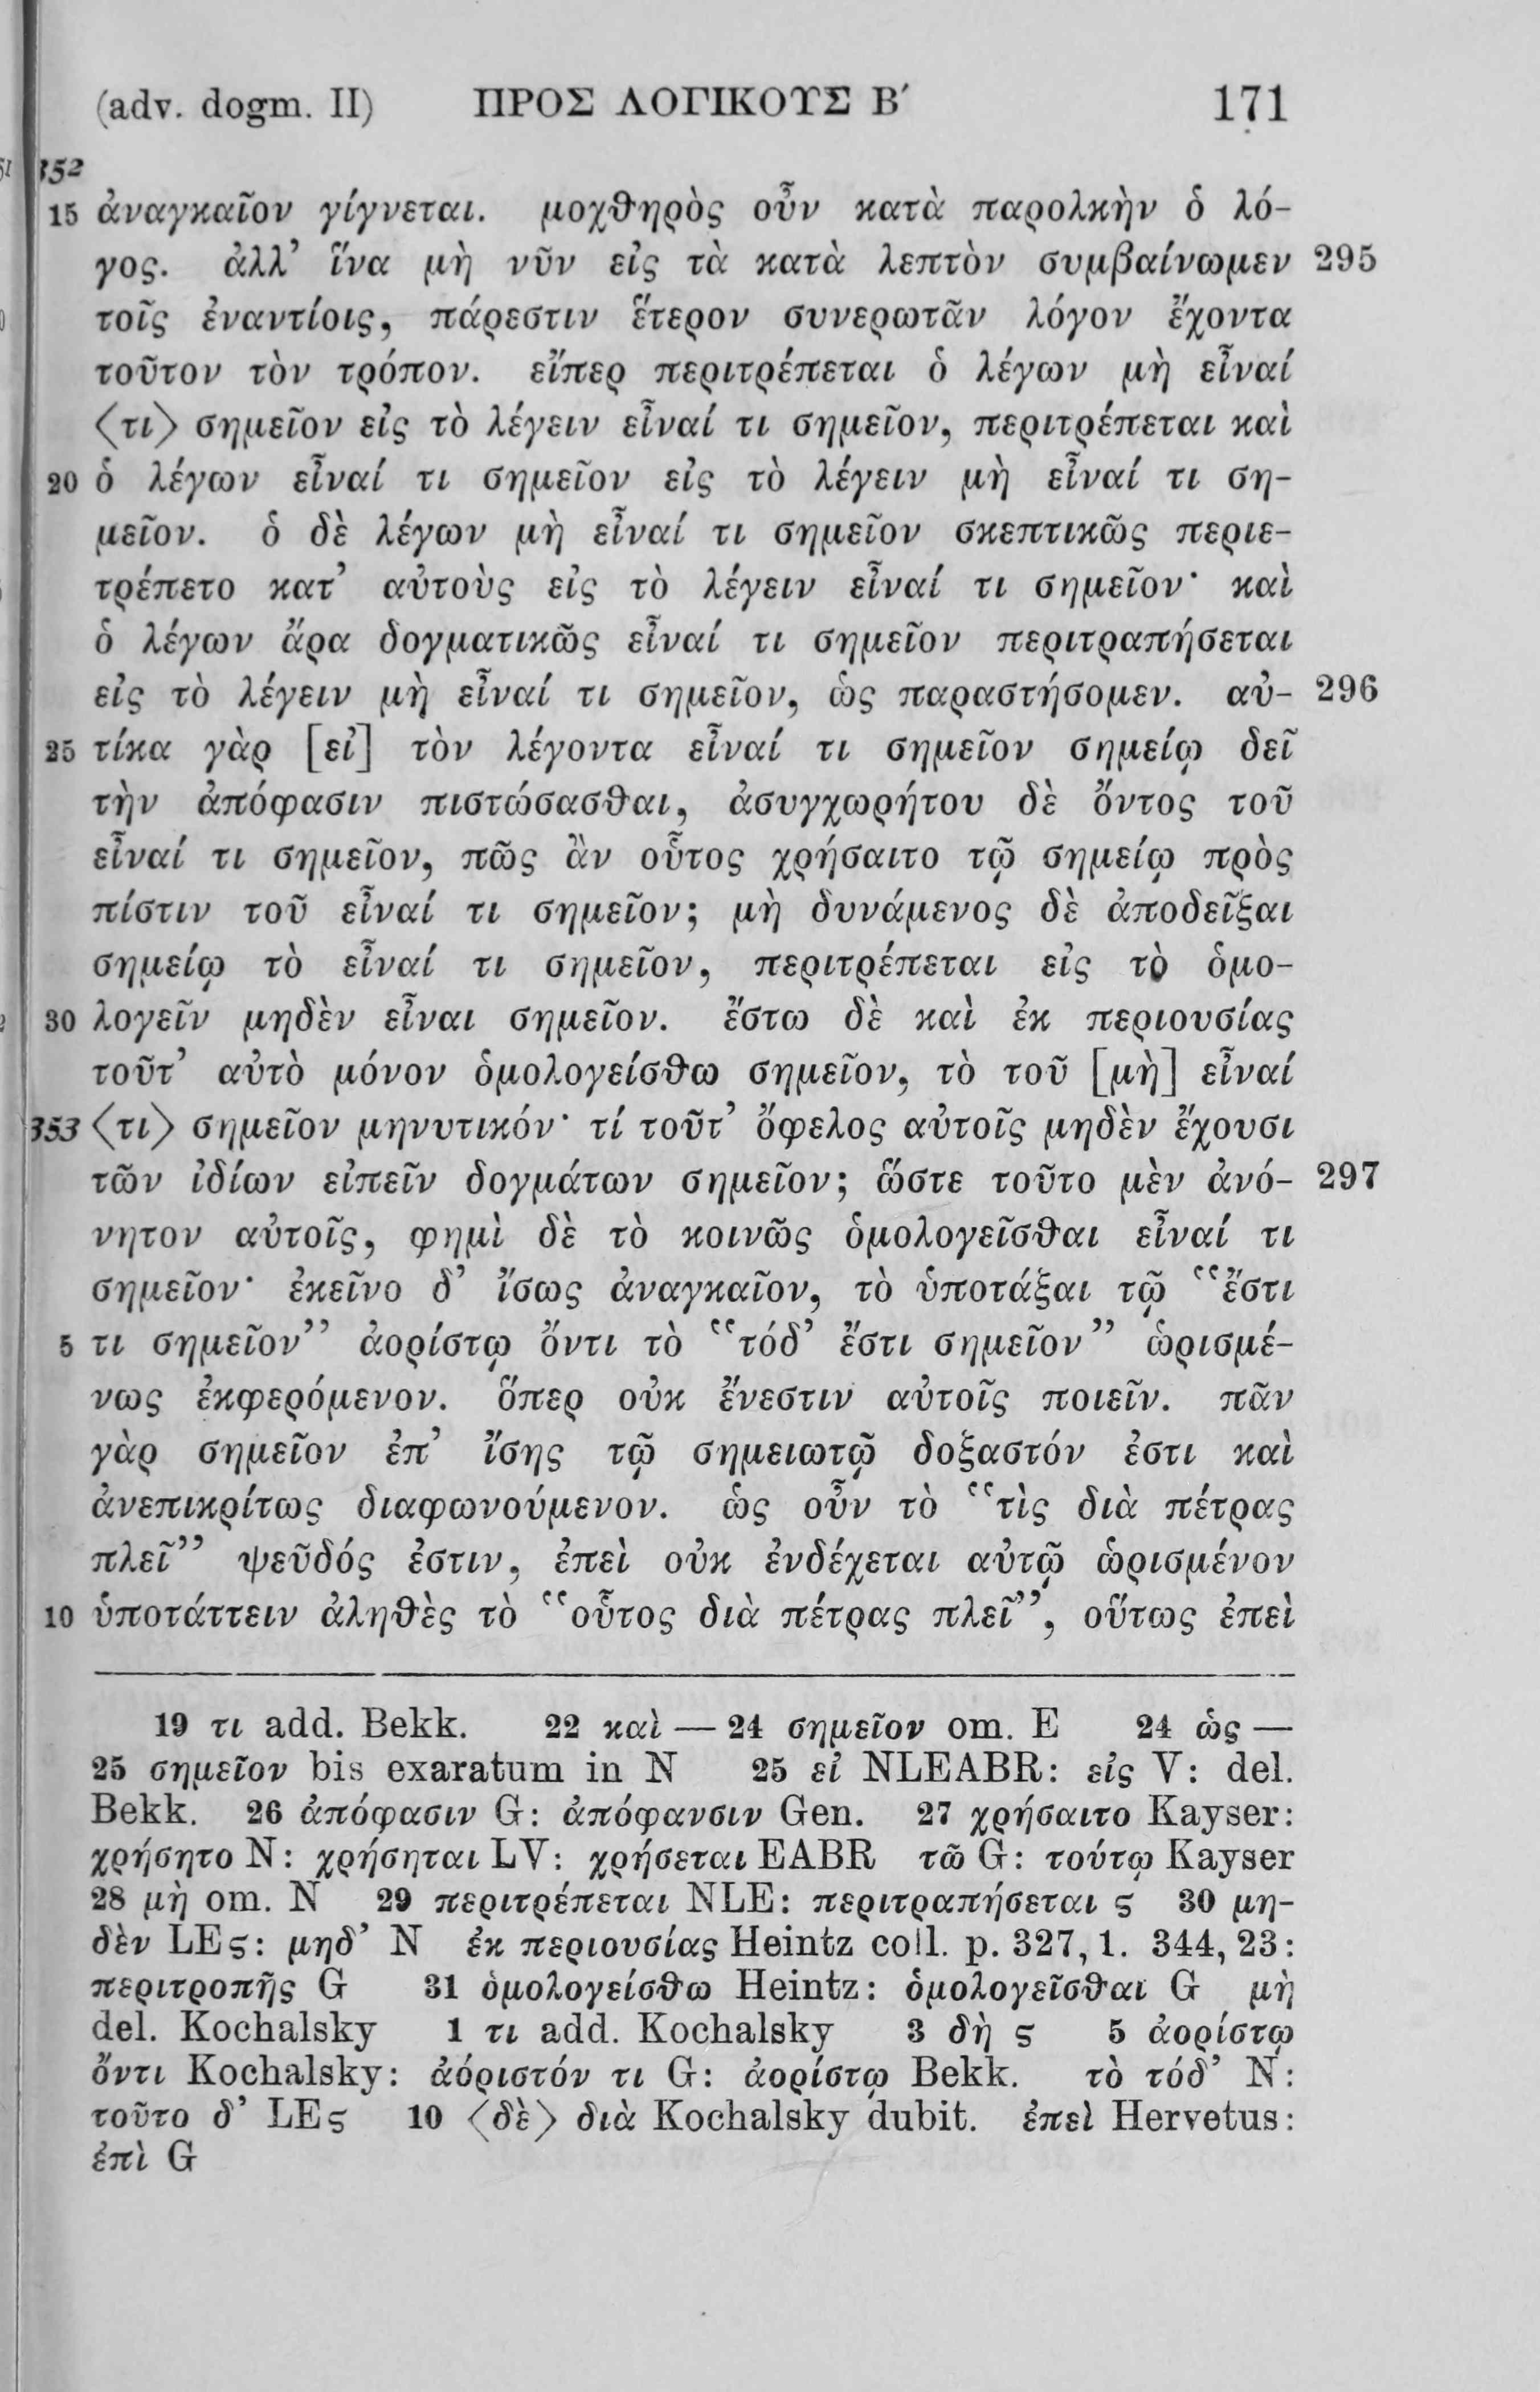 (adv. dogm. II) ΠΡΟΣ ΛΟΓΙΚΟΥΣ Β΄ 171
352
15 ἀναγκαῖον γίγνεται. μοχθηρὸς οὖν κατὰ παρολκὴν ὁ λό-
γος. ἀλλ’ ἵνα μὴ νῦν εἰς τὰ κατὰ λεπτὸν συμβαίνωμεν 295
τοῖς ἐναντίοις, πάρεστιν ἕτερον συνερωτᾶν λόγον ἔχοντα
τοῦτον τὸν τρόπον. εἴπερ περιτρέπεται ὁ λέγων μὴ εἶναί
⟨τι⟩ σημεῖον εἰς τὸ λέγειν εἶναί τι σημεῖον, περιτρέπεται καὶ
20 ὁ λέγων εἶναί τι σημεῖον εἰς τὸ λέγειν μὴ εἶναί τι ση-
μεῖον. ὁ δὲ λέγων μὴ εἶναί τι σημεῖον σκεπτικῶς περιε-
τρέπετο κατ’ αὐτοὺς εἰς τὸ λέγειν εἶναί τι σημεῖον· καὶ
ὁ λέγων ἄρα δογματικῶς εἶναί τι σημεῖον περιτραπήσεται
εἰς τὸ λέγειν μὴ εἶναί τι σημεῖον, ὡς παραστήσομεν. αὐ- 296
25 τίκα γὰρ [εἰ] τὸν λέγοντα εἶναί τι σημεῖον σημείῳ δεῖ
τὴν ἀπόφασιν πιστώσασθαι, ἀσυγχωρήτου δὲ ὄντος τοῦ
εἶναί τι σημεῖον, πῶς ἂν οὗτος χρήσαιτο τῷ σημείῳ πρὸς
πίστιν τοῦ εἶναί τι σημεῖον; μὴ δυνάμενος δὲ ἀποδεῖξαι
σημείῳ τὸ εἶναί τι σημεῖον, περιτρέπεται εἰς τὸ ὁμο-
30 λογεῖν μηδὲν εἶναι σημεῖον. ἔστω δὲ καὶ ἐκ περιουσίας
τοῦτ’ αὐτὸ μόνον ὁμολογείσθω σημεῖον, τὸ τοῦ [μὴ] εἶναί
353 ⟨τι⟩ σημεῖον μηνυτικόν· τί τοῦτ’ ὄφελος αὐτοῖς μηδὲν ἔχουσι
τῶν ἰδίων εἰπεῖν δογμάτων σημεῖον; ὥστε τοῦτο μὲν ἀνό- 297
νητον αὐτοῖς, φημὶ δὲ τὸ κοινῶς ὁμολογεῖσθαι εἶναί τι
σημεῖον· ἐκεῖνο δ’ ἴσως ἀναγκαῖον, τὸ ὑποτάξαι τῷ “ἔστι
5 τι σημεῖον” ἀορίστῳ ὄντι τὸ “τόδ’ ἔστι σημεῖον” ὡρισμέ-
νως ἐκφερόμενον. ὅπερ οὐκ ἔνεστιν αὐτοῖς ποιεῖν. πᾶν
γὰρ σημεῖον ἐπ’ ἴσης τῷ σημειωτῷ δοξαστόν ἐστι καὶ
ἀνεπικρίτως διαφωνούμενον. ὡς οὖν τὸ “τὶς διὰ πέτρας
πλεῖ” ψεῦδός ἐστιν, ἐπεὶ οὐκ ἐνδέχεται αὐτῷ ὡρισμένον
10 ὑποτάττειν ἀληθὲς τὸ “οὗτος διὰ πέτρας πλεῖ”, οὕτως ἐπεὶ
19 τι add. Bekk. 22 καὶ — 24 σημεῖον om. E 24 ὡς —
25 σημεῖον bis exaratum in N 25 εἰ NLEABR: εἰς V: del.
Bekk. 26 ἀπόφασιν G: ἀπόφανσιν Gen. 27 χρήσαιτο Kayser:
χρήσητο N: χρήσηται LV: χρήσεται EABR τῶ G: τούτῳ Kayser
28 μὴ om. N 29 περιτρέπεται NLE: περιτραπήσεται ς 30 μη-
δὲν LEς: μηδ’ N ἐκ περιουσίας Heintz coll. p. 327, 1. 344, 23:
περιτροπῆς G 31 ὁμολογείσθω Heintz: ὁμολογεῖσθαι G μὴ
del. Kochalsky 1 τι add. Kochalsky 3 δὴ ς 5 ἀορίστῳ
ὄντι Kochalsky: ἀόριστόν τι G: ἀορίστῳ Bekk. τὸ τόδ’ N:
τοῦτο δ’ LEς 10 ⟨δὲ⟩ διὰ Kochalsky dubit. ἐπεὶ Hervetus:
ἐπὶ G